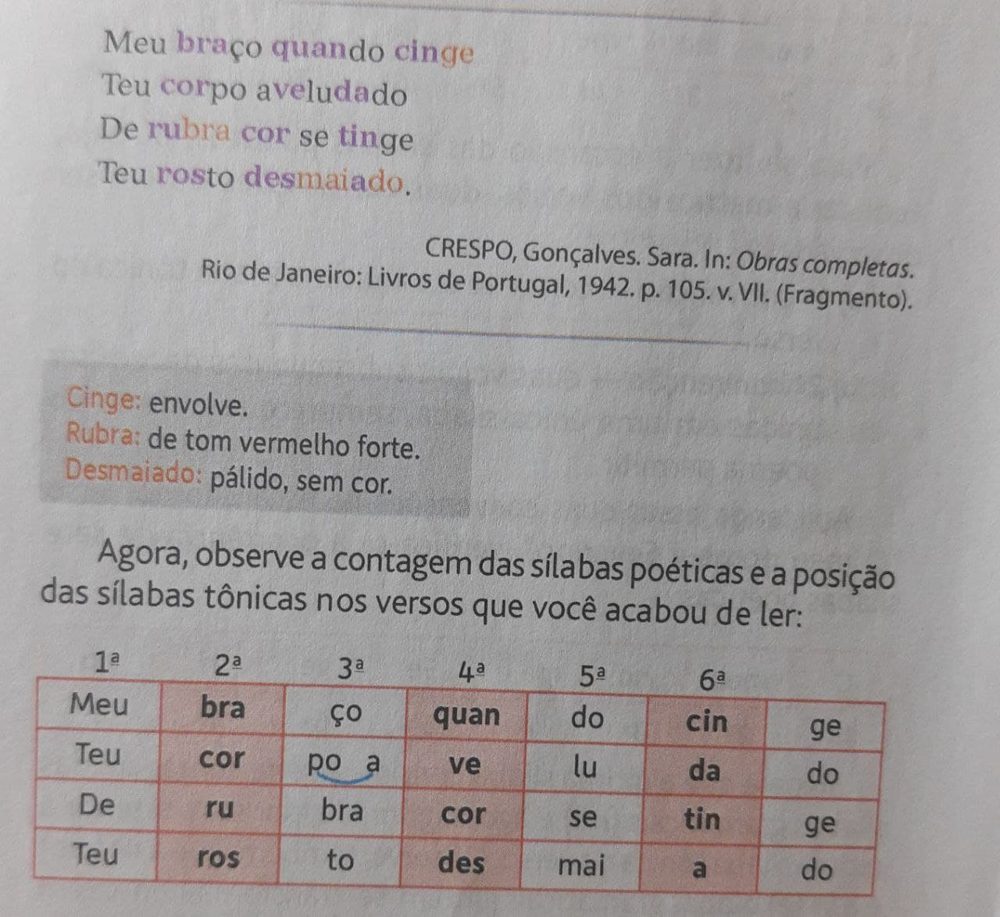 Meu braço quando cinge
Teu corpo aveludado
De rubra cor se tinge
Teu rosto desmaiado.
CRESPO, Gonçalves. Sara. In: Obras completas.
Rio de Janeiro: Livros de Portugal, 1942. p. 105. v. VII. (Fragmento).
Cinge: envolve.
Rubra: de tom vermelho forte.
Desmaiado: pálido, sem cor.
Agora, observe a contagem das sílabas poéticas e a posição
das sílabas tônicas nos versos que você acabou de ler:
1ª 2ª 3ª 4ª 5ª 6ª
Meu bra ço quan do cin ge
Teu cor po a ve lu da do
De ru bra cor se tin ge
Teu ros to des mai a do